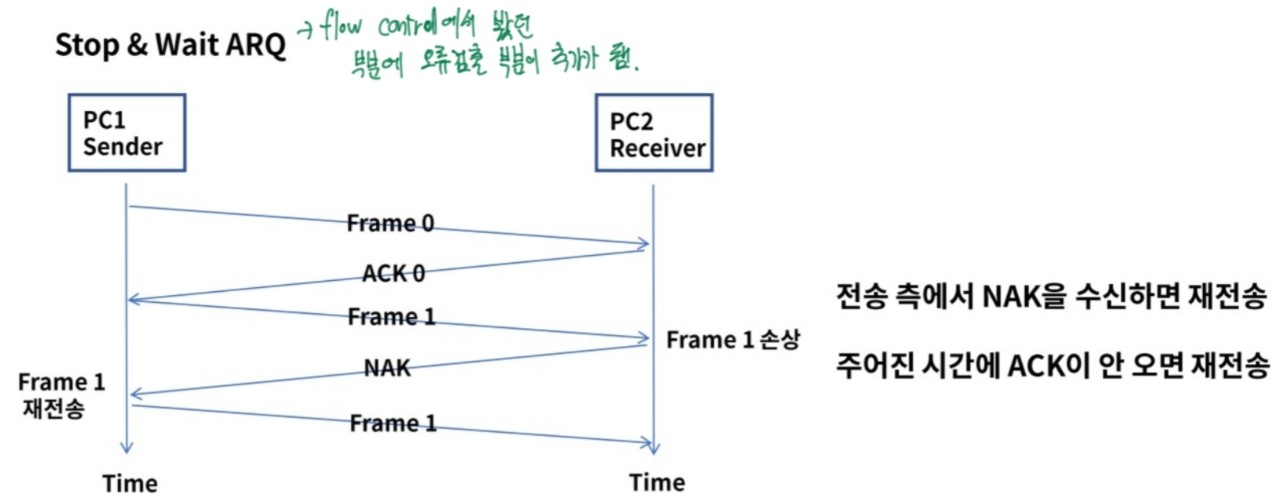 Stop & Wait ARQ
→ flow control에서 봤던
부분에 오류검출 부분이 추가가 됨.
PC1
Sender
PC2
Receiver
Frame 0
ACK 0
Frame 1
Frame 1 손상
NAK
Frame 1
재전송
Frame 1
Time
Time
전송 측에서 NAK을 수신하면 재전송
주어진 시간에 ACK이 안 오면 재전송